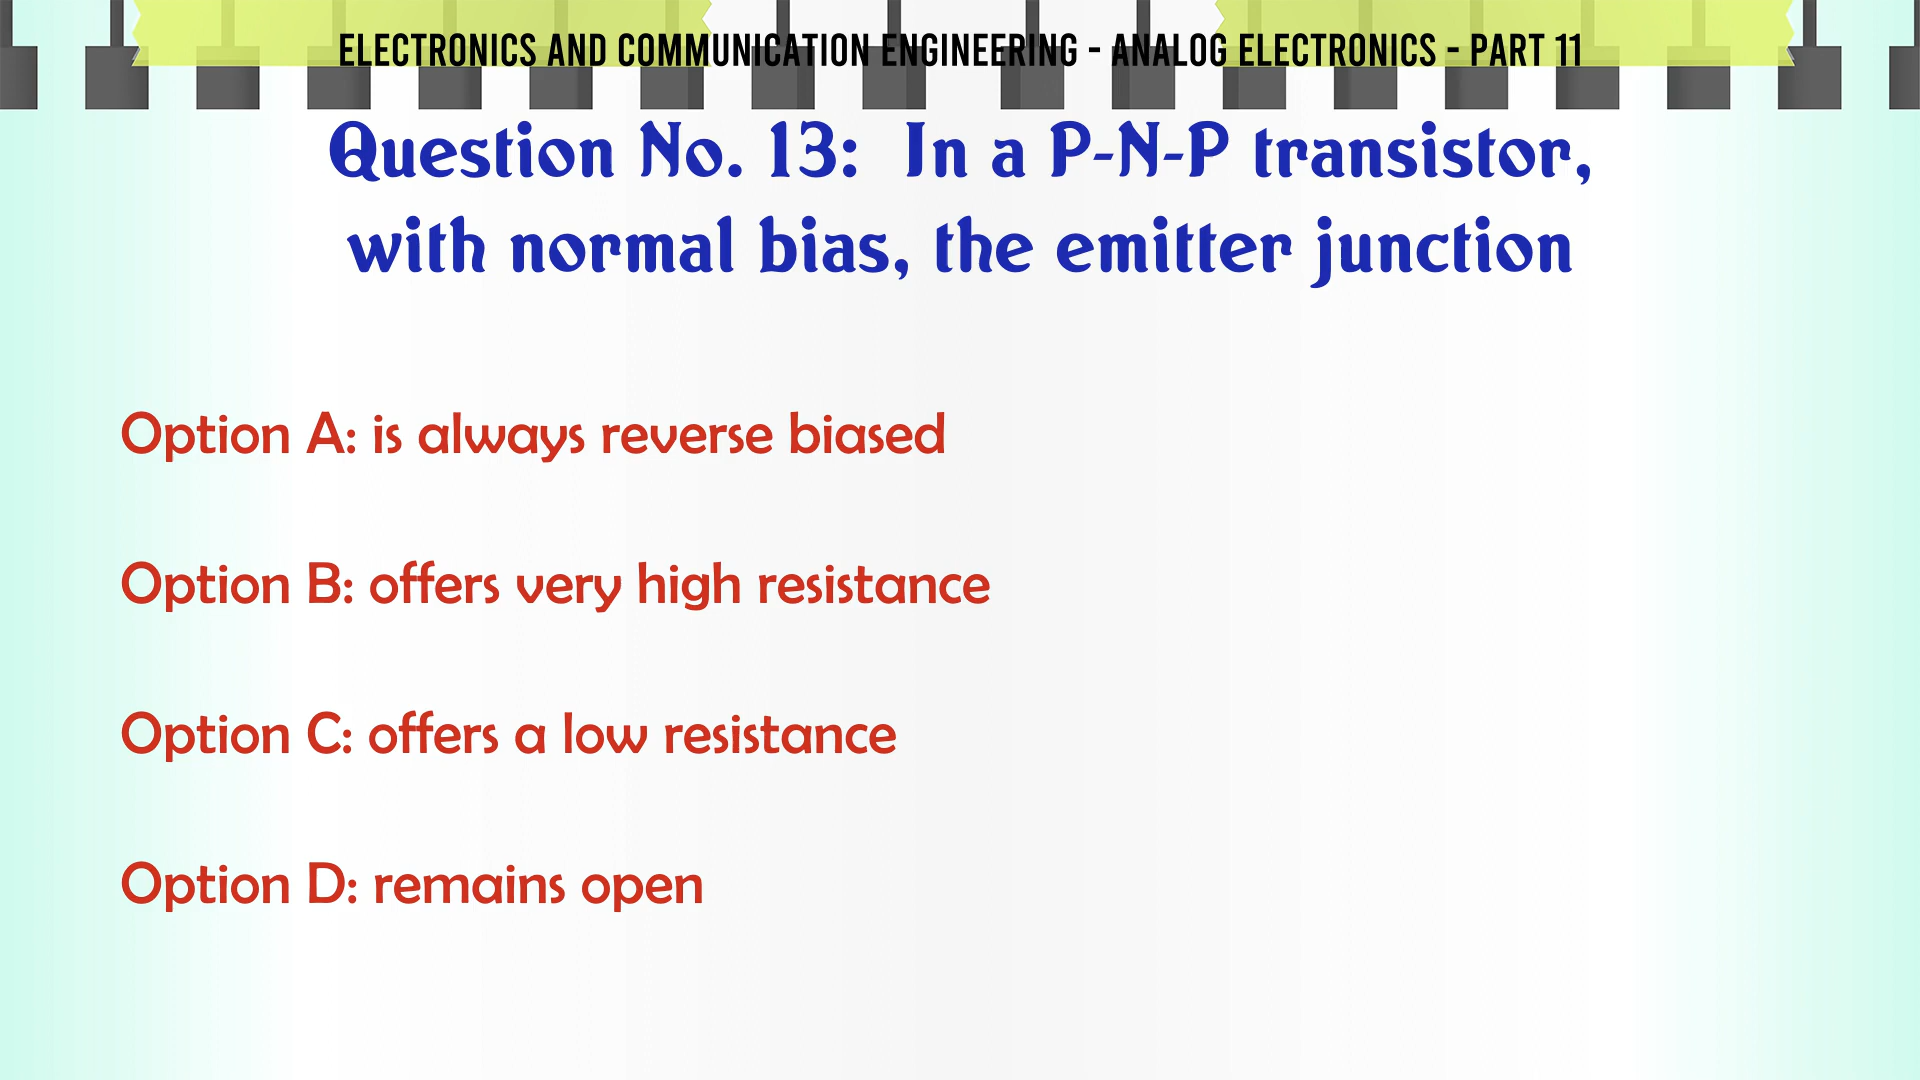 ELECTRONICS AND COMMUNICATION ENGINEERING - ANALOG ELECTRONICS - PART 11
Question No. 13: In a P-N-P transistor,
with normal bias, the emitter junction
Option A: is always reverse biased
Option B: offers very high resistance
Option C: offers a low resistance
Option D: remains open